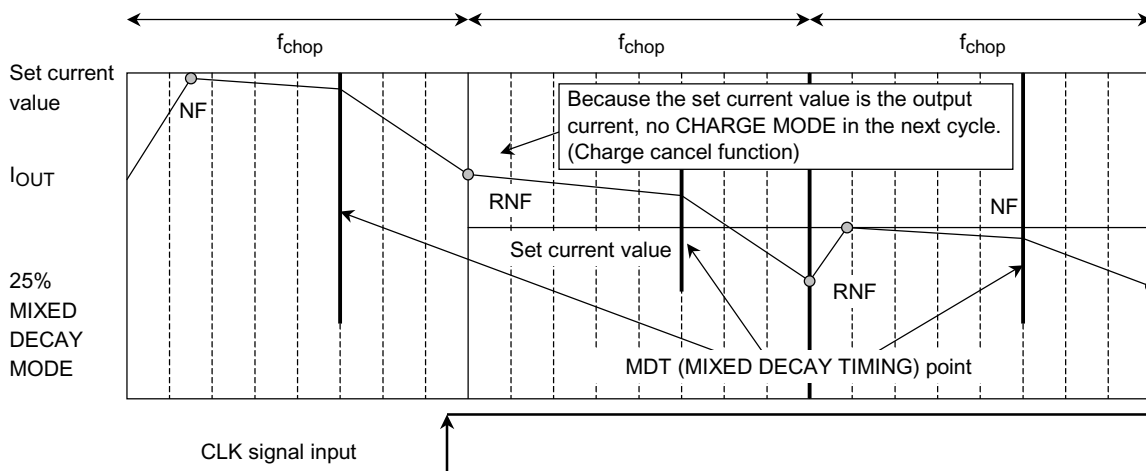 fchop
fchop
fchop
Set current
value
NF
Because the set current value is the output
current, no CHARGE MODE in the next cycle.
(Charge cancel function)
IOUT
RNF
NF
Set current value
25%
MIXED
DECAY
MODE
RNF
MDT (MIXED DECAY TIMING) point
CLK signal input